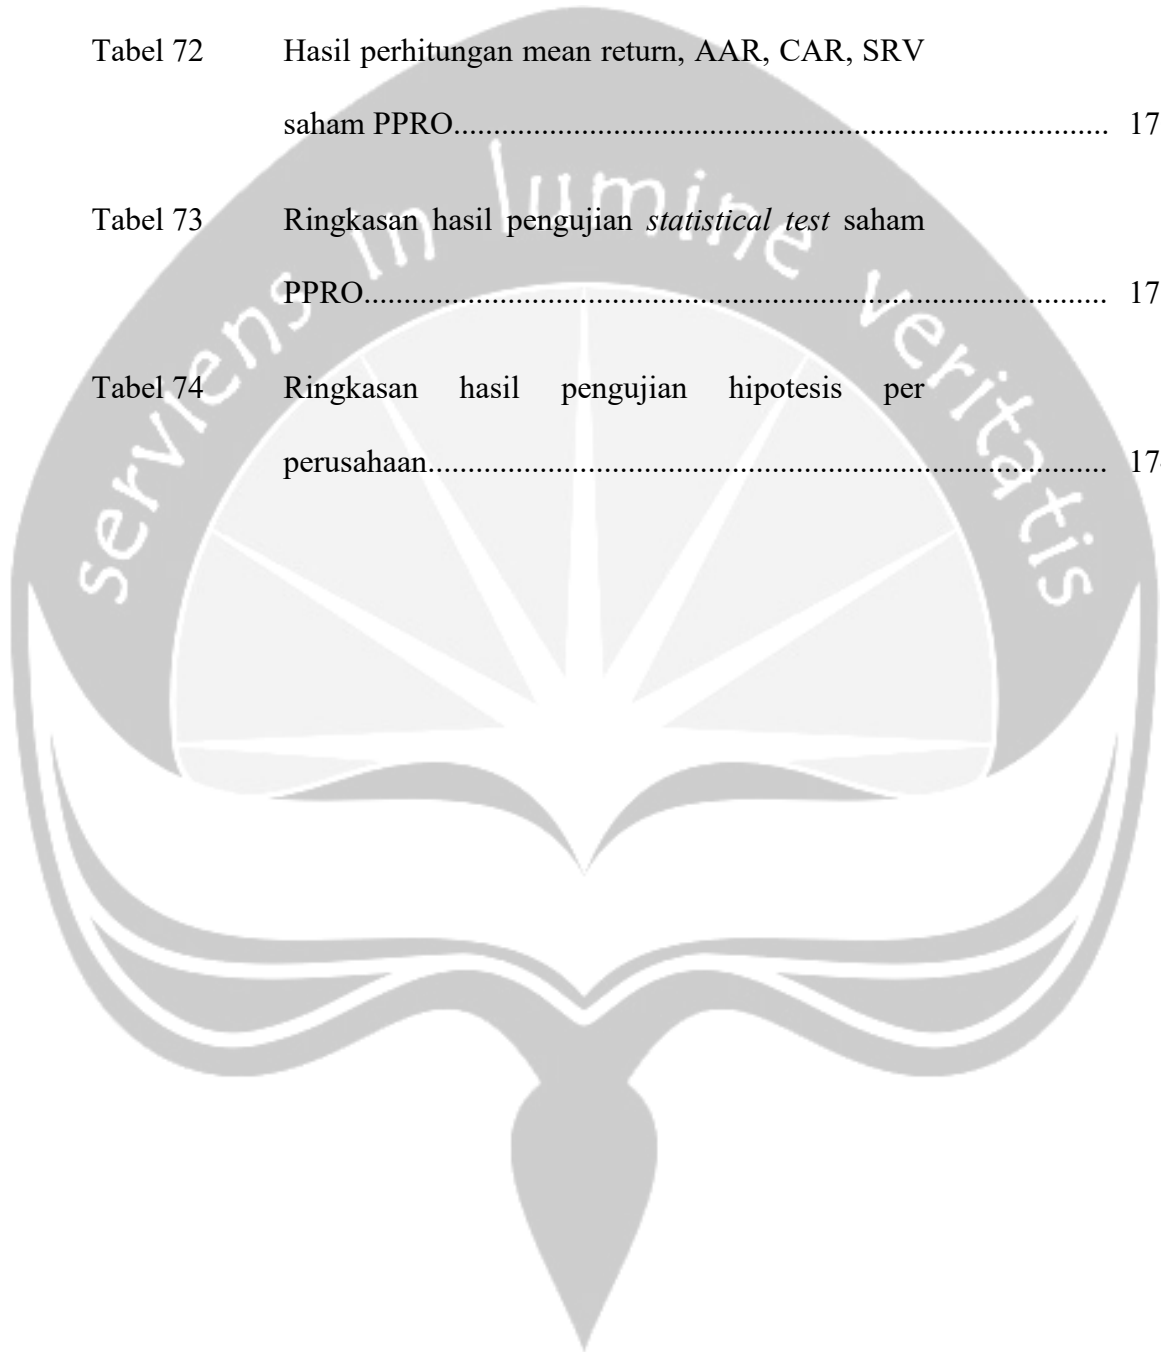 Tabel 72 Hasil perhitungan mean return, AAR, CAR, SRV
saham PPRO.................................................................................. 17
Tabel 73 Ringkasan hasil pengujian statistical test saham
PPRO.............................................................................................. 17
Tabel 74 Ringkasan hasil pengujian hipotesis per
perusahaan..................................................................................... 17
serviens in lumine veritatis